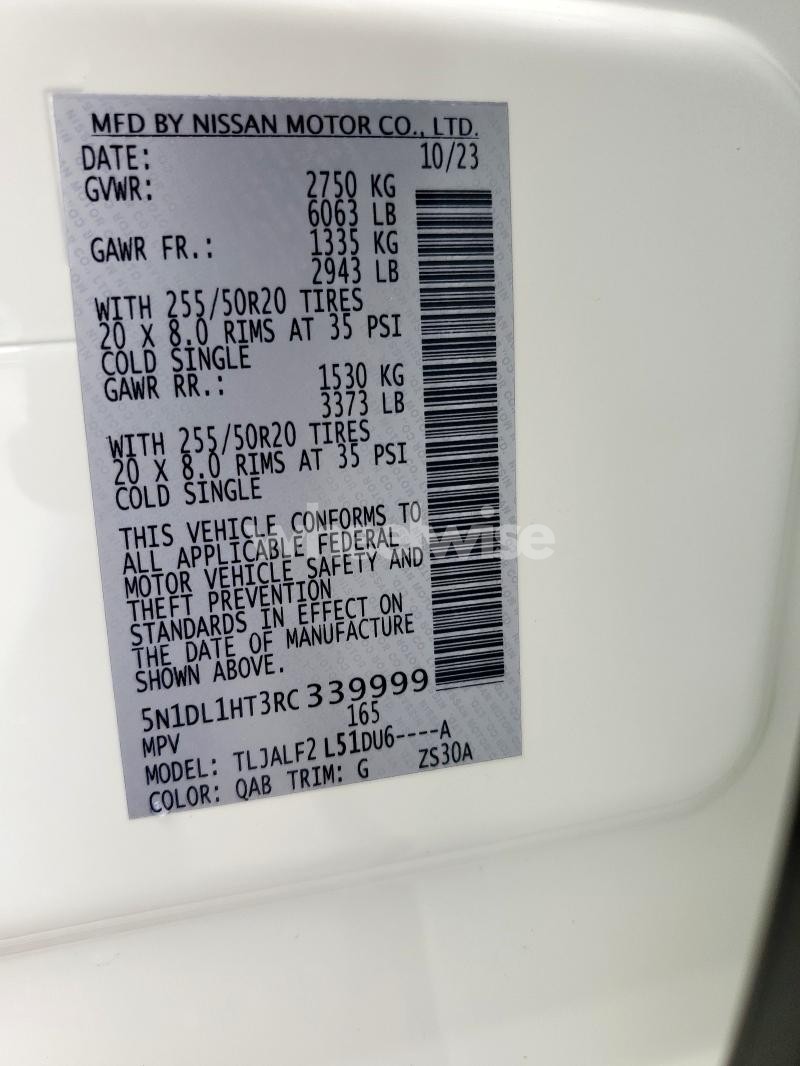 MFD BY NISSAN MOTOR CO., LTD.
DATE: 10/23
GVWR: 2750 KG
6063 LB
GAWR FR.: 1335 KG
2943 LB
WITH 255/50R20 TIRES
20 X 8.0 RIMS AT 35 PSI
COLD SINGLE
GAWR RR.: 1530 KG
3373 LB
WITH 255/50R20 TIRES
20 X 8.0 RIMS AT 35 PSI
COLD SINGLE
THIS VEHICLE CONFORMS TO
ALL APPLICABLE FEDERAL
MOTOR VEHICLE SAFETY AND
THEFT PREVENTION
STANDARDS IN EFFECT ON
THE DATE OF MANUFACTURE
SHOWN ABOVE.
5N1DL1HT3RC339999
MPV 165
MODEL: TLJALF2 L51DU6----A
COLOR: QAB TRIM: G ZS30A